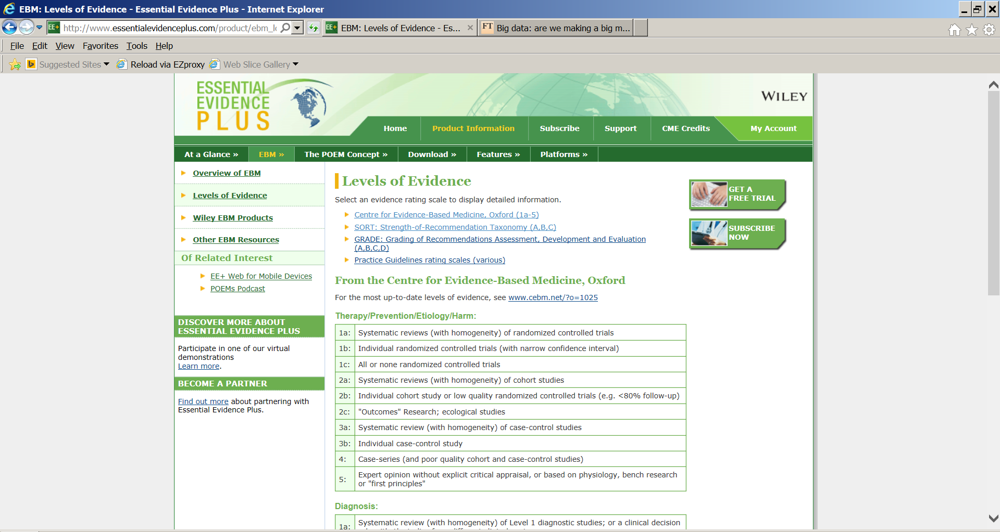 EBM: Levels of Evidence - Essential Evidence Plus - Internet Explorer
http://www.essentialevidenceplus.com/product/ebm_l
EBM: Levels of Evidence - Es...
FT
Big data: are we making a big m...
File Edit View Favorites Tools Help
Suggested Sites
Reload via EZproxy
Web Slice Gallery
ESSENTIAL
EVIDENCE
PLUS
WILEY
Home
Product Information
Subscribe
Support
CME Credits
My Account
At a Glance »
EBM »
The POEM Concept »
Download »
Features »
Platforms »
Overview of EBM
Levels of Evidence
Wiley EBM Products
Other EBM Resources
Of Related Interest
EE+ Web for Mobile Devices
POEMs Podcast
DISCOVER MORE ABOUT
ESSENTIAL EVIDENCE PLUS
Participate in one of our virtual
demonstrations
Learn more.
BECOME A PARTNER
Find out more about partnering with
Essential Evidence Plus.
Levels of Evidence
Select an evidence rating scale to display detailed information.
Centre for Evidence-Based Medicine, Oxford (1a-5)
SORT: Strength-of-Recommendation Taxonomy (A,B,C)
GRADE: Grading of Recommendations Assessment, Development and Evaluation
(A,B,C,D)
Practice Guidelines rating scales (various)
From the Centre for Evidence-Based Medicine, Oxford
For the most up-to-date levels of evidence, see www.cebm.net/?o=1025
Therapy/Prevention/Etiology/Harm:
1a: Systematic reviews (with homogeneity) of randomized controlled trials
1b: Individual randomized controlled trials (with narrow confidence interval)
1c: All or none randomized controlled trials
2a: Systematic reviews (with homogeneity) of cohort studies
2b: Individual cohort study or low quality randomized controlled trials (e.g. <80% follow-up)
2c: "Outcomes" Research; ecological studies
3a: Systematic review (with homogeneity) of case-control studies
3b: Individual case-control study
4: Case-series (and poor quality cohort and case-control studies)
5: Expert opinion without explicit critical appraisal, or based on physiology, bench research
or "first principles"
Diagnosis:
1a: Systematic review (with homogeneity) of Level 1 diagnostic studies; or a clinical decision
GET A
FREE TRIAL
SUBSCRIBE
NOW